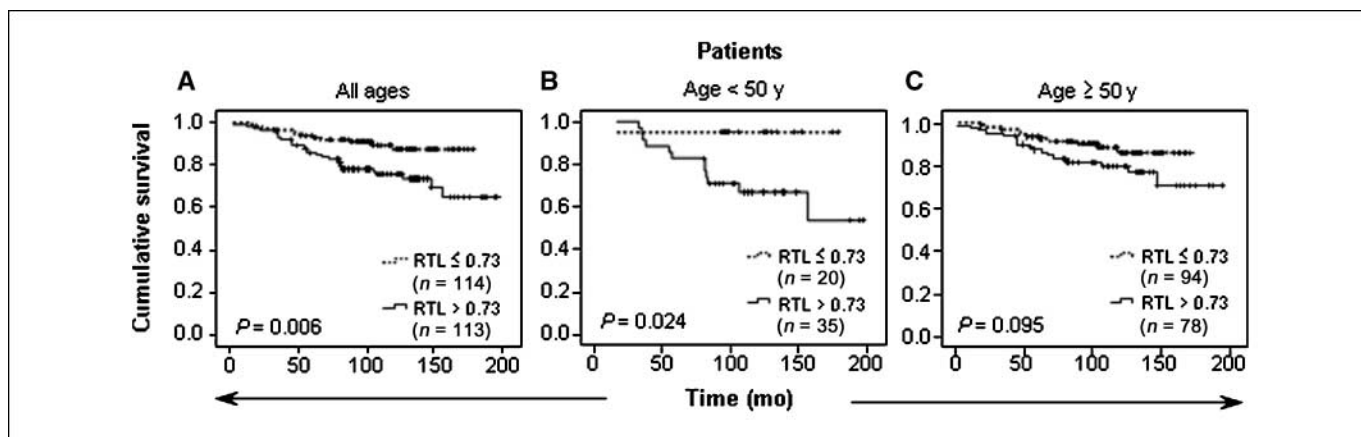 Patients
A
All ages
Cumulative survival
1.0
0.8
0.6
0.4
0.2
0.0
RTL ≤ 0.73
(n = 114)
RTL > 0.73
(n = 113)
P = 0.006
0 50 100 150 200
B
Age < 50 y
1.0
0.8
0.6
0.4
0.2
0.0
RTL ≤ 0.73
(n = 20)
RTL > 0.73
(n = 35)
P = 0.024
0 50 100 150 200
C
Age ≥ 50 y
1.0
0.8
0.6
0.4
0.2
0.0
RTL ≤ 0.73
(n = 94)
RTL > 0.73
(n = 78)
P = 0.095
0 50 100 150 200
Time (mo)